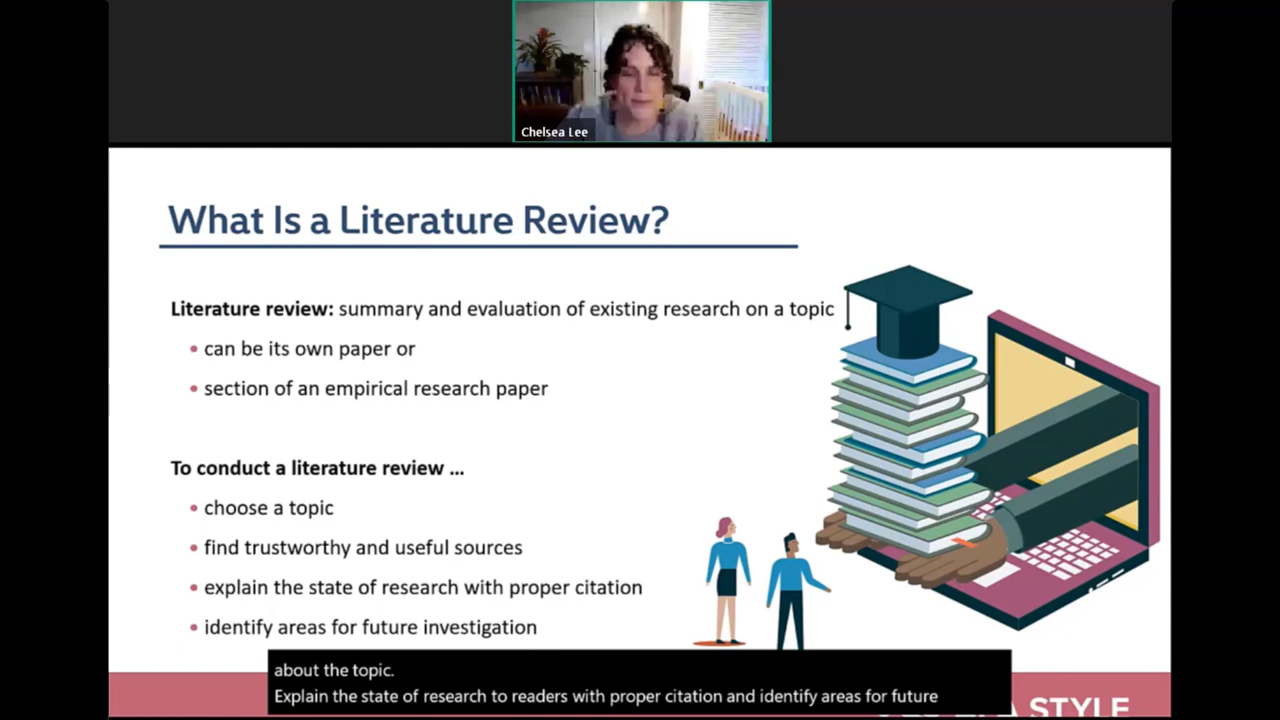 Chelsea Lee
What Is a Literature Review?
Literature review: summary and evaluation of existing research on a topic
• can be its own paper or
• section of an empirical research paper
To conduct a literature review ...
• choose a topic
• find trustworthy and useful sources
• explain the state of research with proper citation
• identify areas for future investigation
about the topic.
Explain the state of research to readers with proper citation and identify areas for future
STYLE